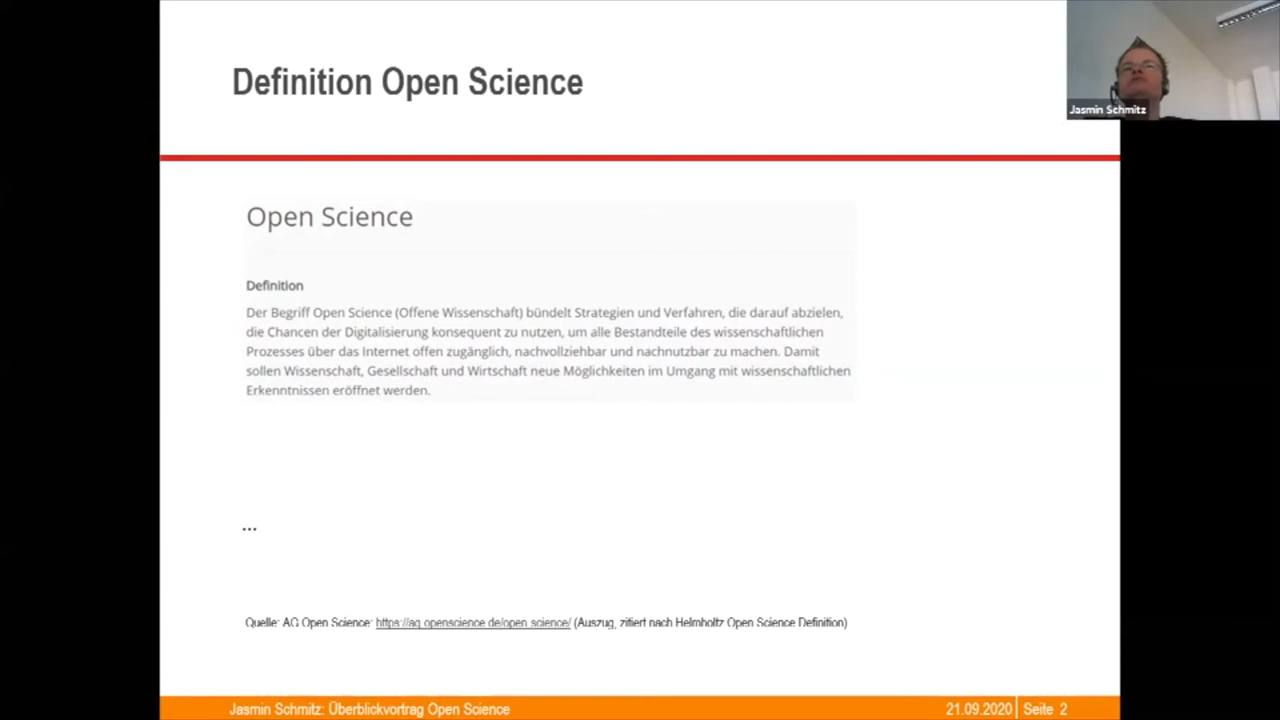 Definition Open Science
Jasmin Schmitz
Open Science
Definition
Der Begriff Open Science (Offene Wissenschaft) bündelt Strategien und Verfahren, die darauf abzielen,
die Chancen der Digitalisierung konsequent zu nutzen, um alle Bestandteile des wissenschaftlichen
Prozesses über das Internet offen zugänglich, nachvollziehbar und nachnutzbar zu machen. Damit
sollen Wissenschaft, Gesellschaft und Wirtschaft neue Möglichkeiten im Umgang mit wissenschaftlichen
Erkenntnissen eröffnet werden.
...
Quelle: AG Open Science: https://ag.openscience.de/open science/ (Auszug, zitiert nach Helmholtz Open Science Definition)
Jasmin Schmitz: Überblickvortrag Open Science
21.09.2020 Seite 2